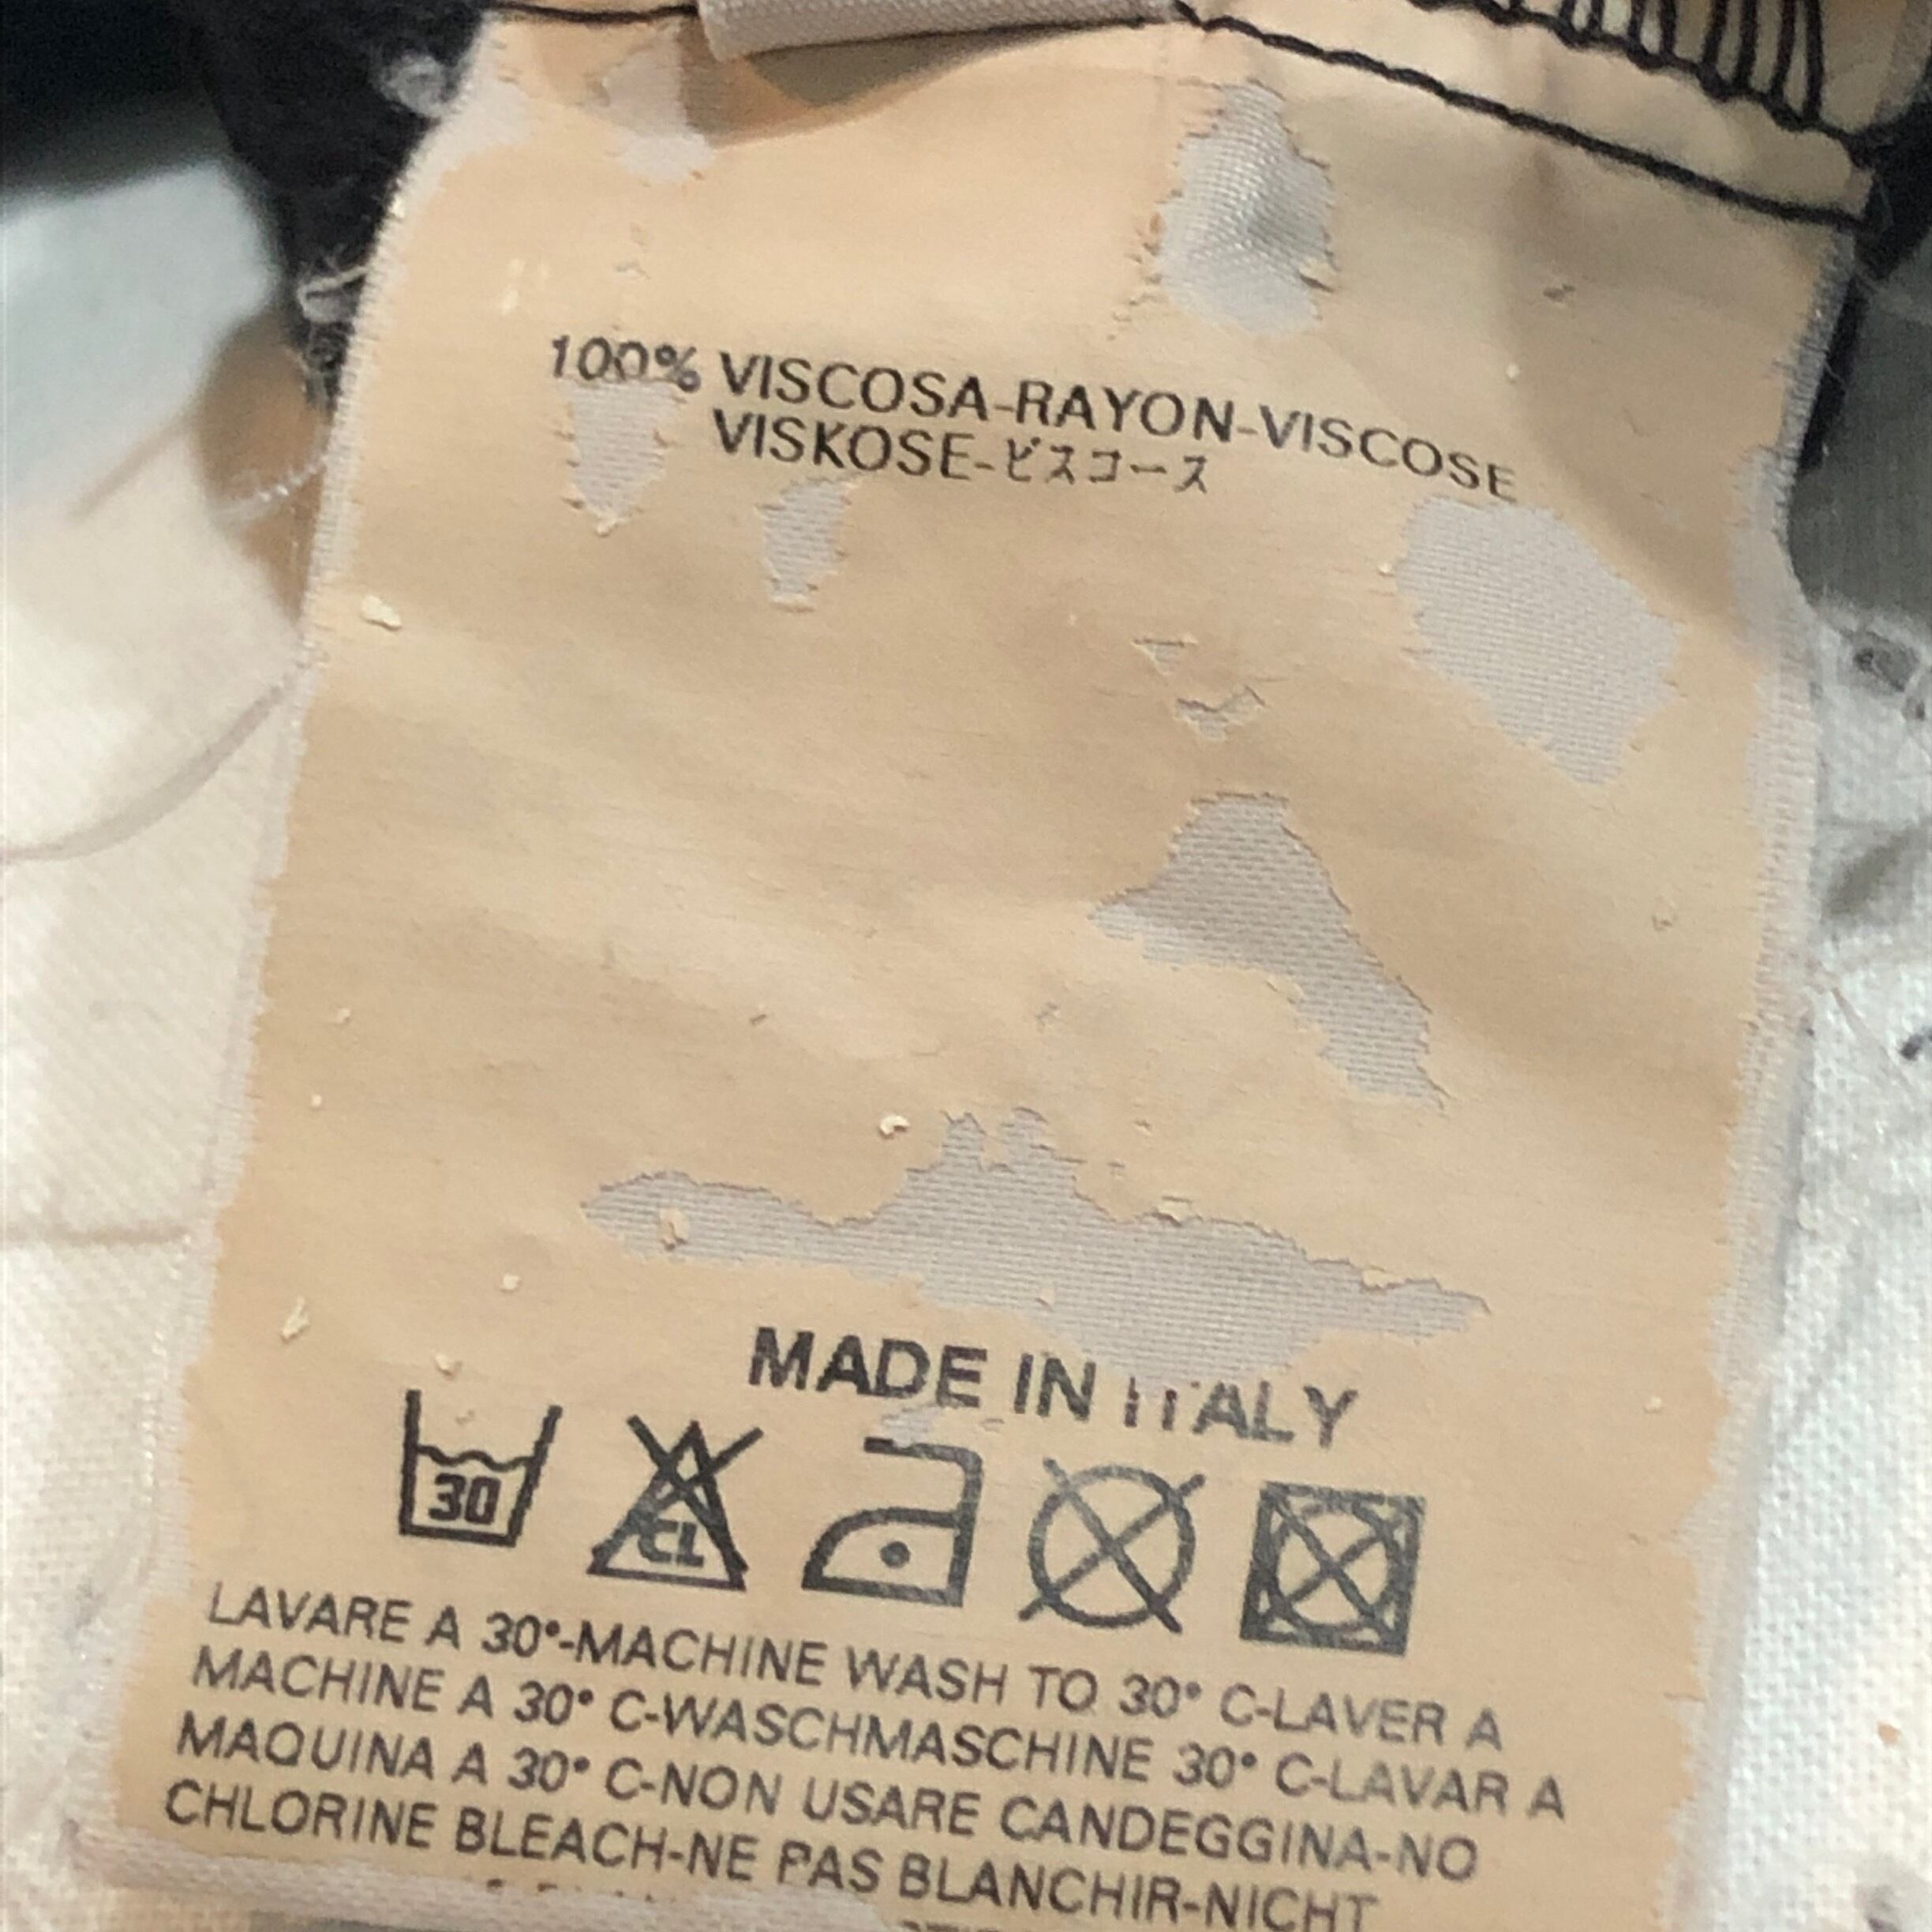 100% VISCOSA-RAYON-VISCOSE
VISKOSE-ビスコース
MADE IN ITALY
30
CL
LAVARE A 30°-MACHINE WASH TO 30° C-LAVER A
MACHINE A 30° C-WASCHMASCHINE 30° C-LAVAR A
MAQUINA A 30° C-NON USARE CANDEGGINA-NO
CHLORINE BLEACH-NE PAS BLANCHIR-NICHT